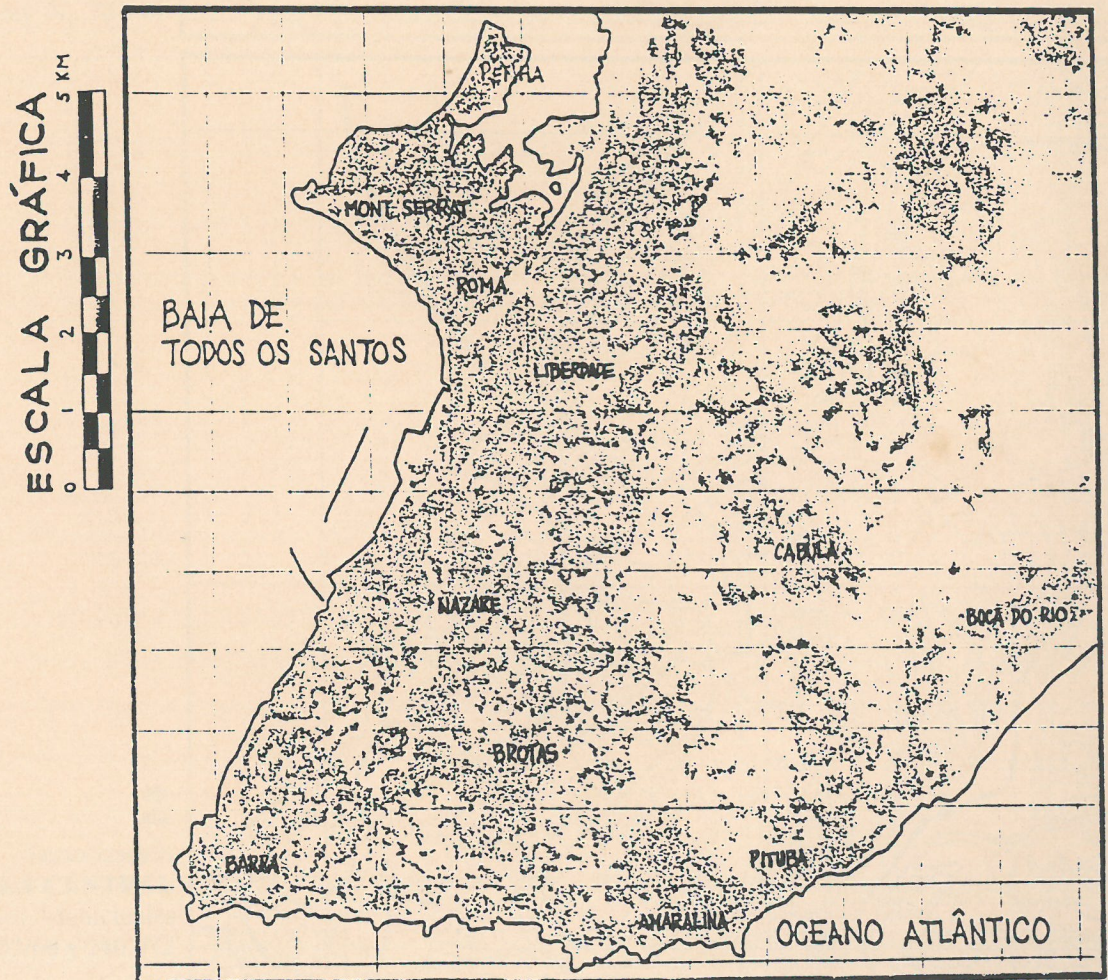 ESCALA GRÁFICA
5 KM
4
3
2
1
0
PENHA
MONT SERRAT
ROMA
BAIA DE
TODOS OS SANTOS
LIBERDADE
CABULA
NAZARÉ
BOCA DO RIO
BROTAS
BARRA
PITUBA
AMARALINA
OCEANO ATLÂNTICO